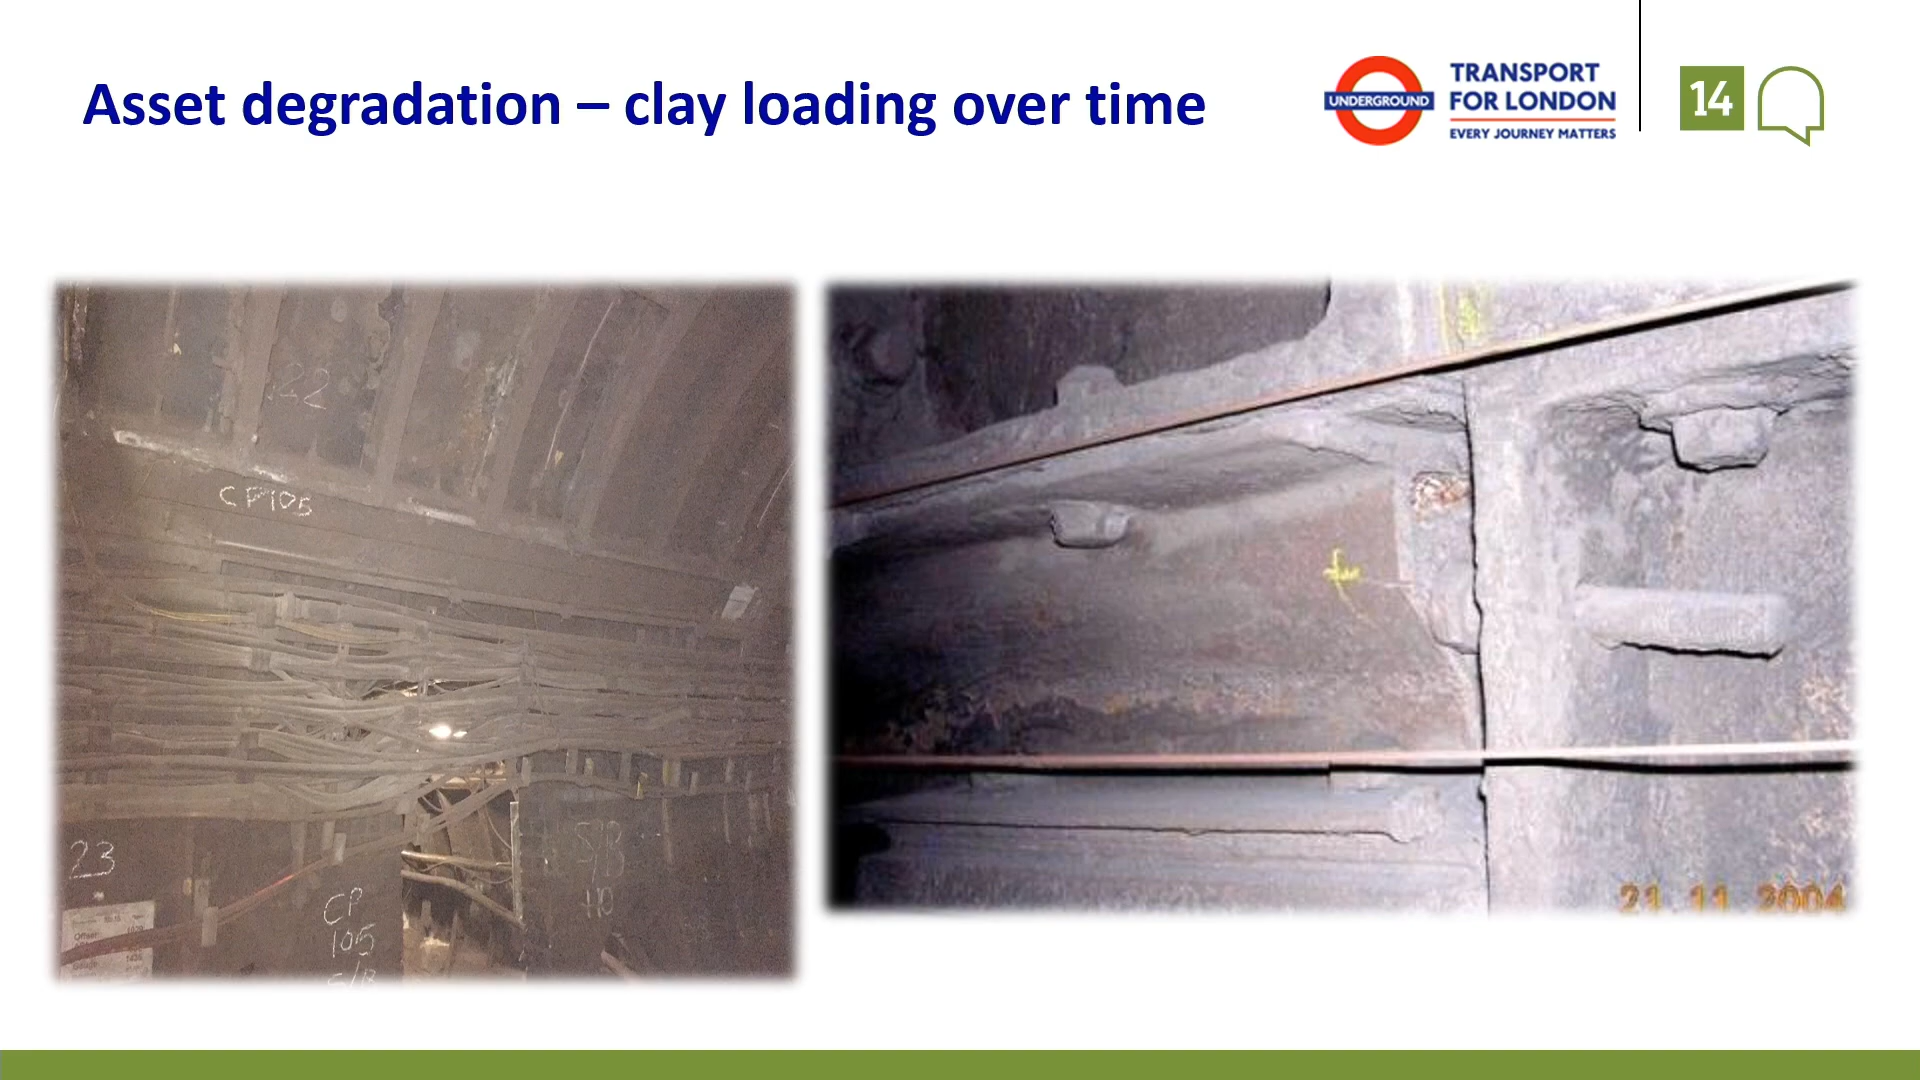 Asset degradation – clay loading over time
UNDERGROUND
TRANSPORT
FOR LONDON
EVERY JOURNEY MATTERS
14
22
CP105
23
CP
105
S/B
S/B
110
21 11 2004